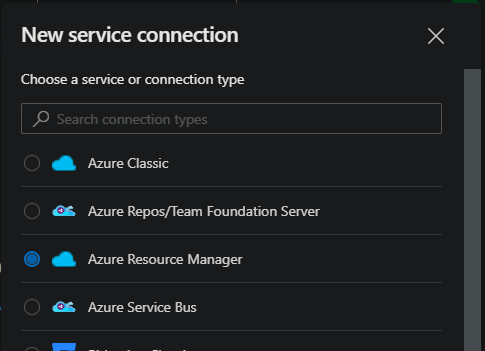 New service connection
Choose a service or connection type
Search connection types
Azure Classic
Azure Repos/Team Foundation Server
Azure Resource Manager
Azure Service Bus